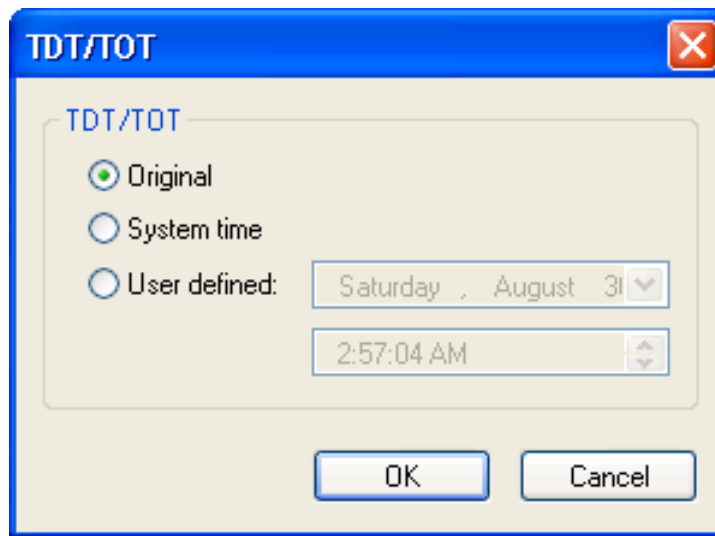 TDT/TOT
TDT/TOT
Original
System time
User defined:
Saturday , August
2:57:04 AM
OK Cancel